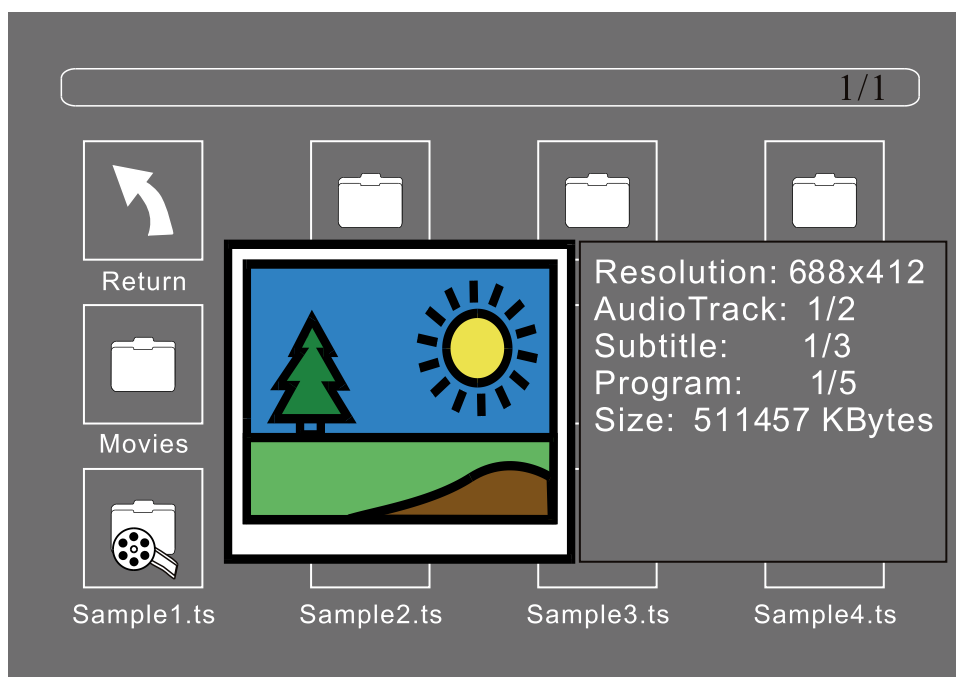 1/1
Return
Resolution: 688x412
AudioTrack: 1/2
Subtitle: 1/3
Program: 1/5
Size: 511457 KBytes
Movies
Sample1.ts
Sample2.ts
Sample3.ts
Sample4.ts